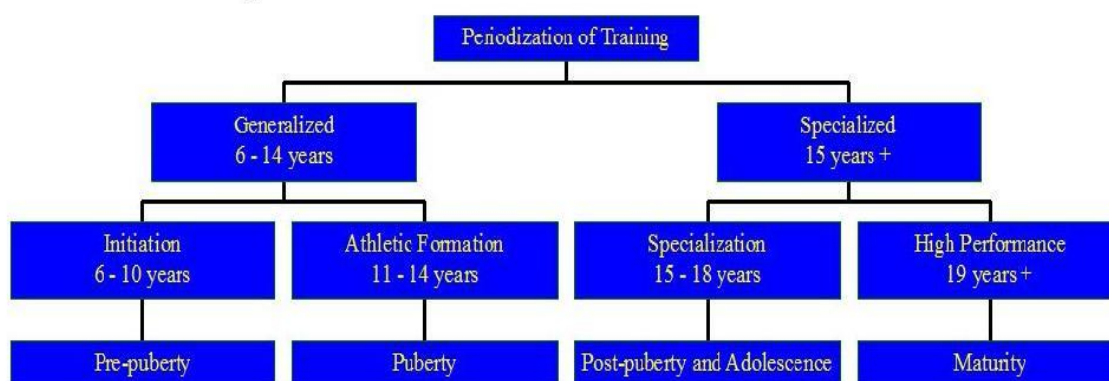 Periodization of Training
Generalized
6 - 14 years
Specialized
15 years +
Initiation
6 - 10 years
Athletic Formation
11 - 14 years
Specialization
15 - 18 years
High Performance
19 years +
Pre-puberty
Puberty
Post-puberty and Adolescence
Maturity